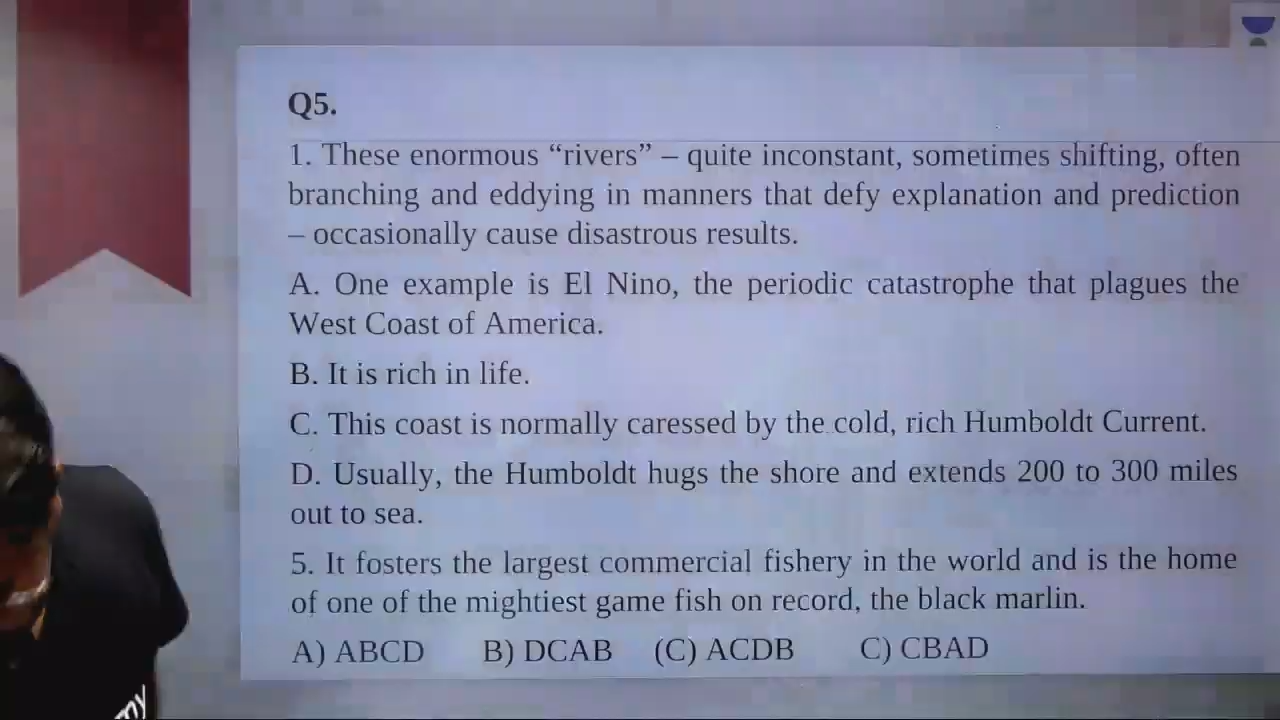 Q5.
1. These enormous “rivers” – quite inconstant, sometimes shifting, often
branching and eddying in manners that defy explanation and prediction
– occasionally cause disastrous results.
A. One example is El Nino, the periodic catastrophe that plagues the
West Coast of America.
B. It is rich in life.
C. This coast is normally caressed by the cold, rich Humboldt Current.
D. Usually, the Humboldt hugs the shore and extends 200 to 300 miles
out to sea.
5. It fosters the largest commercial fishery in the world and is the home
of one of the mightiest game fish on record, the black marlin.
A) ABCD B) DCAB (C) ACDB C) CBAD
my